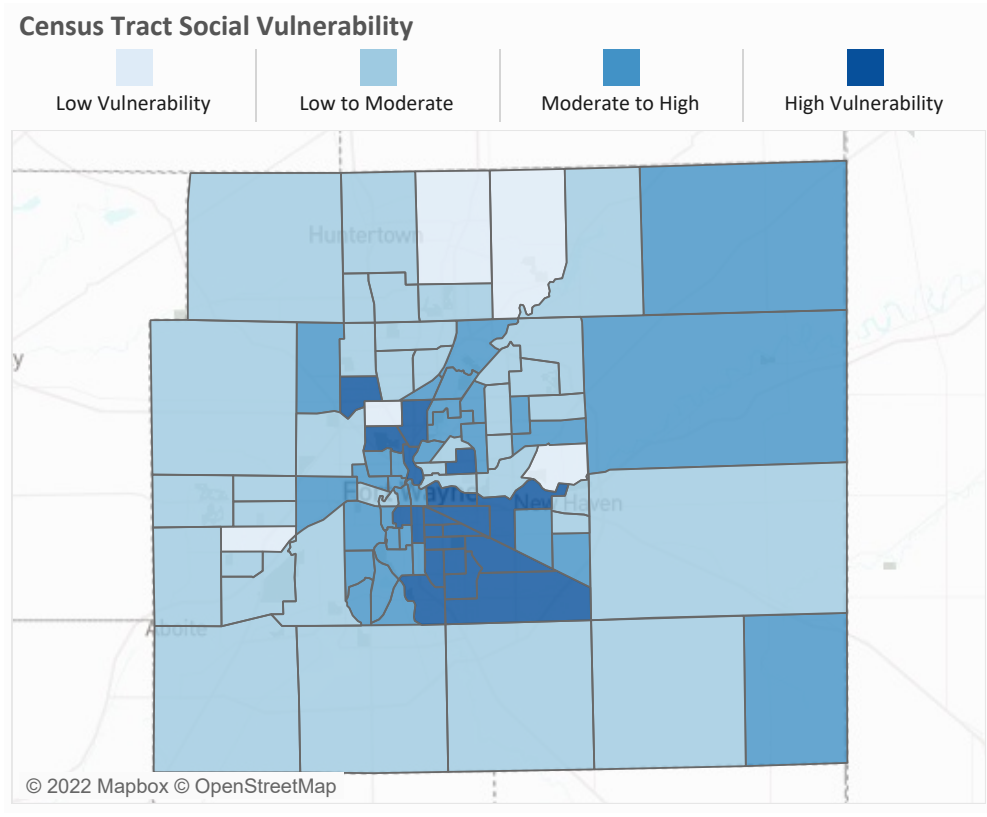 Census Tract Social Vulnerability
Low Vulnerability
Low to Moderate
Moderate to High
High Vulnerability
Huntertown
y
Fort Wayne
New Haven
Aboite
© 2022 Mapbox © OpenStreetMap